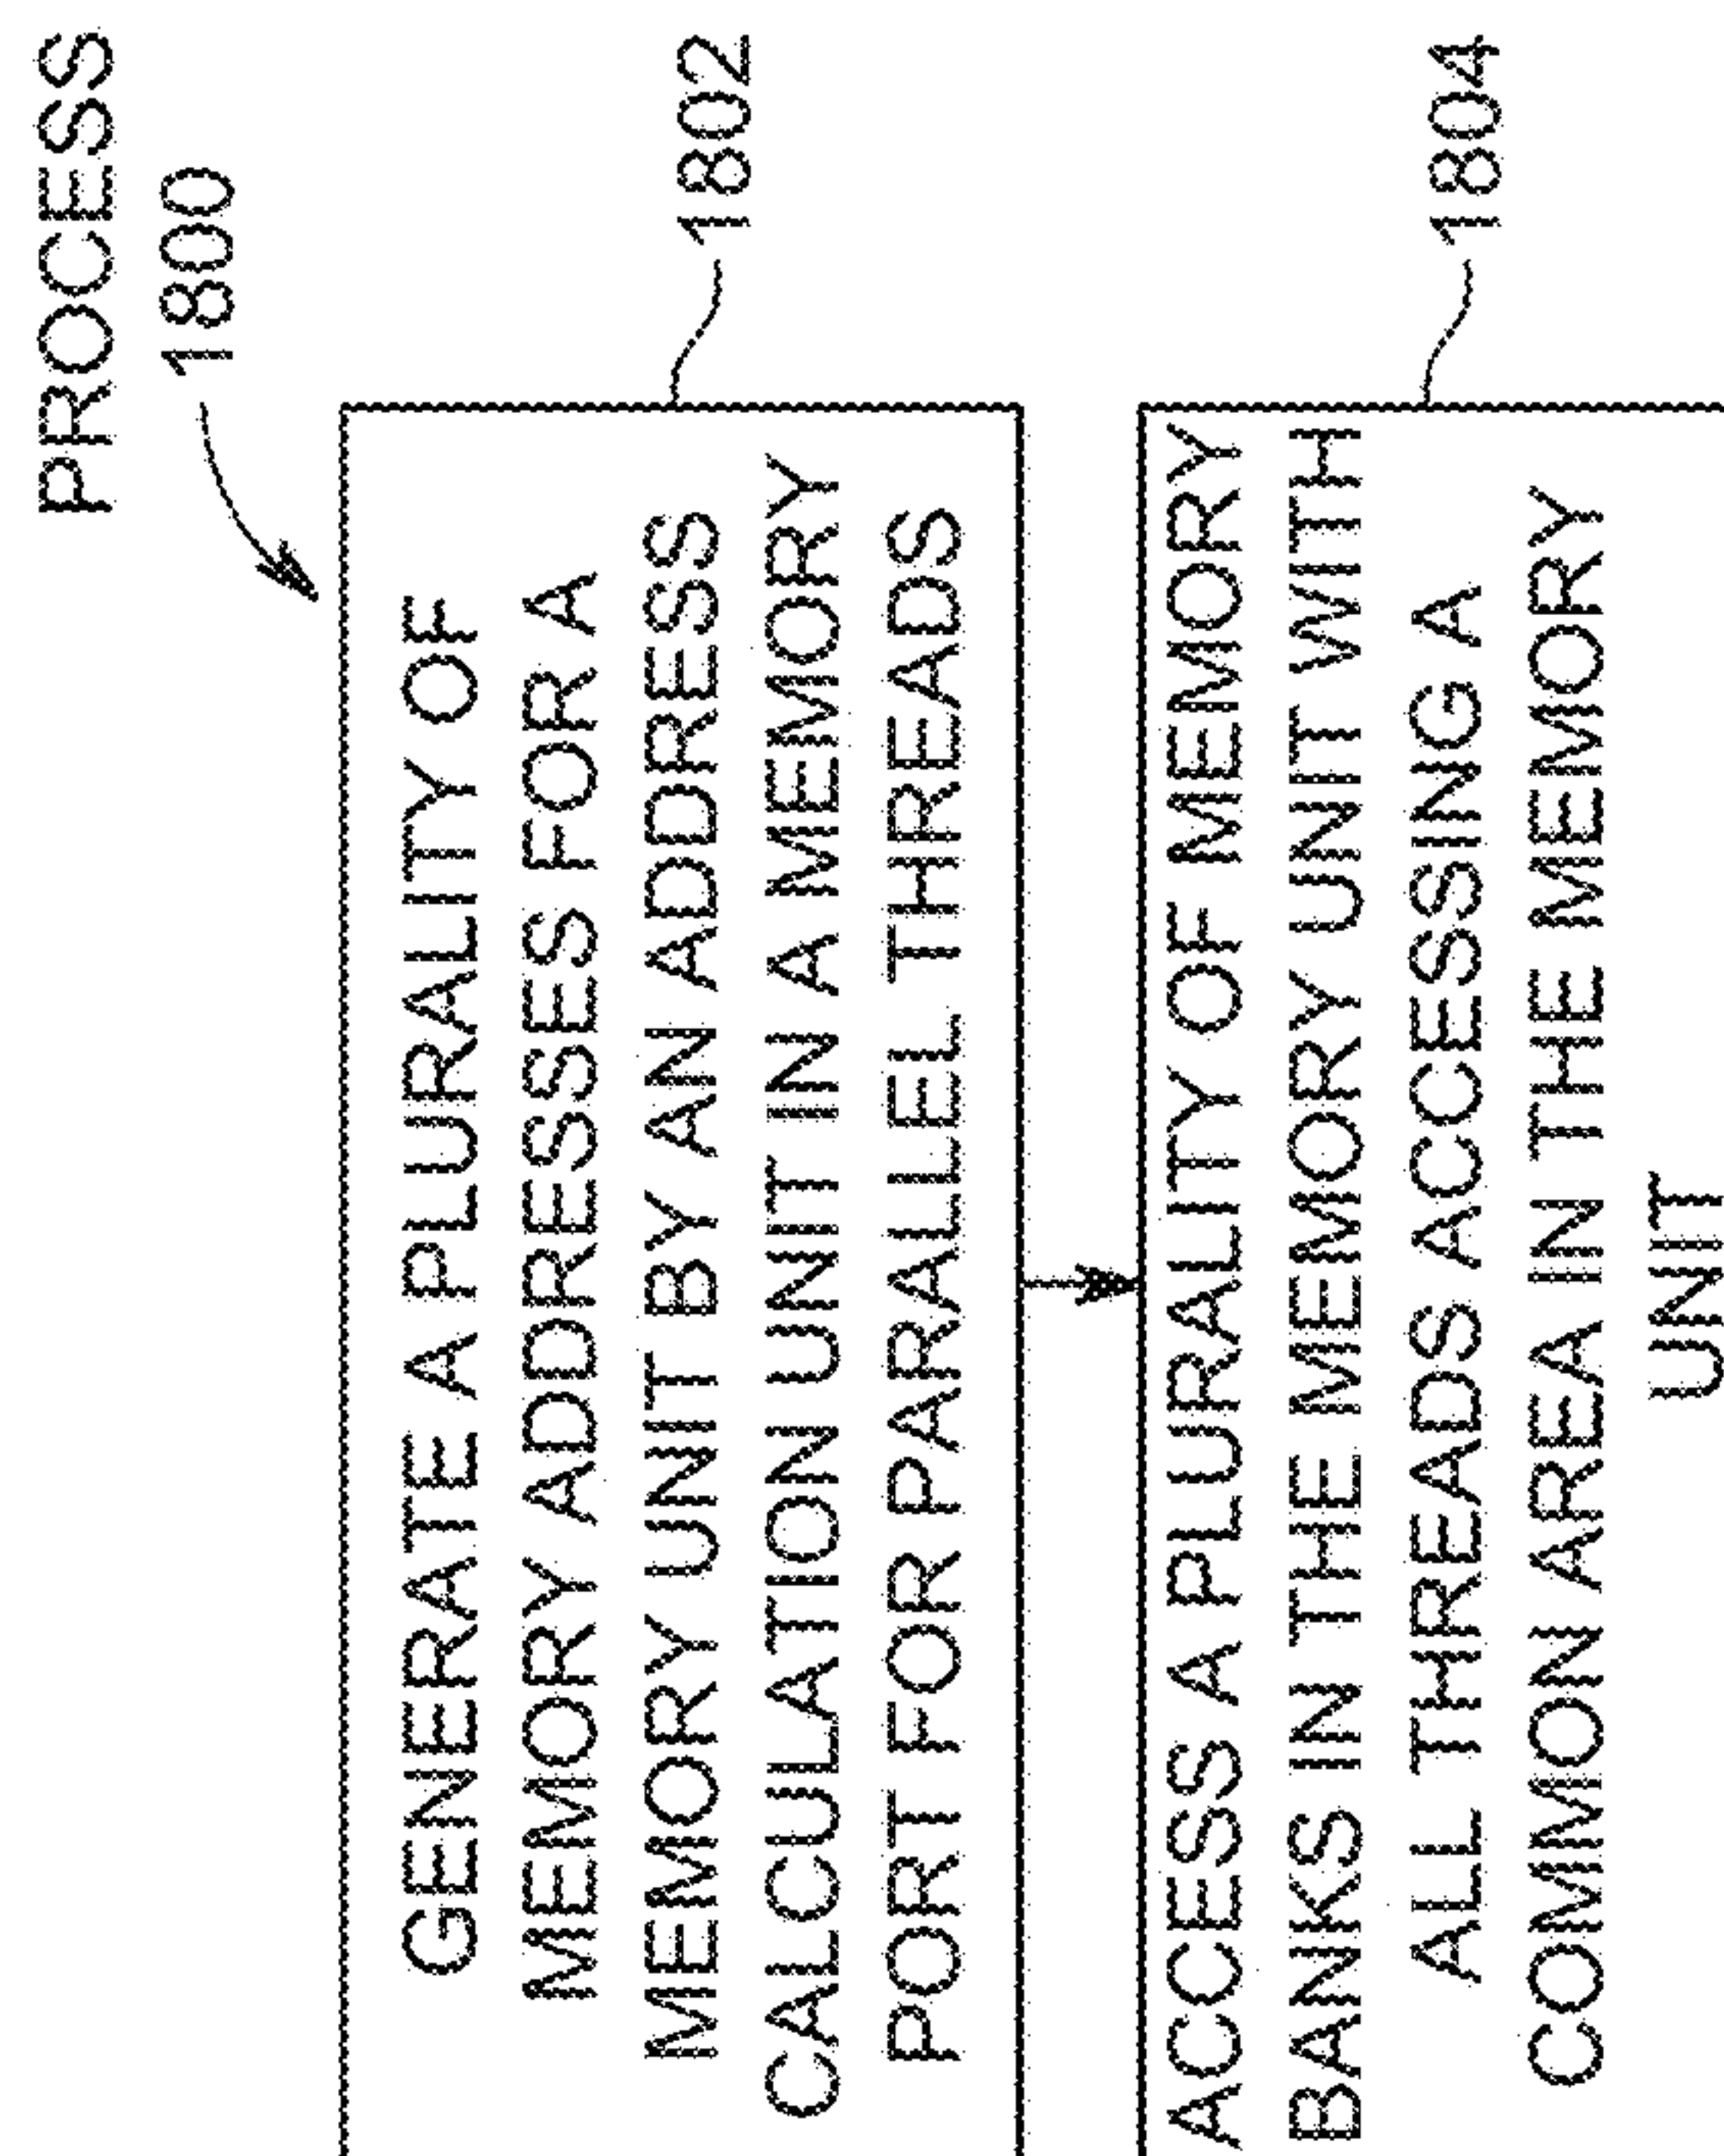 PROCESS
1800
GENERATE A PLURALITY OF
MEMORY ADDRESSES FOR A
MEMORY UNIT BY AN ADDRESS
CALCULATION UNIT IN A MEMORY
PORT FOR PARALLEL THREADS
1802
ACCESS A PLURALITY OF MEMORY
BANKS IN THE MEMORY UNIT WITH
ALL THREADS ACCESSING A
COMMON AREA IN THE MEMORY
UNIT
1804